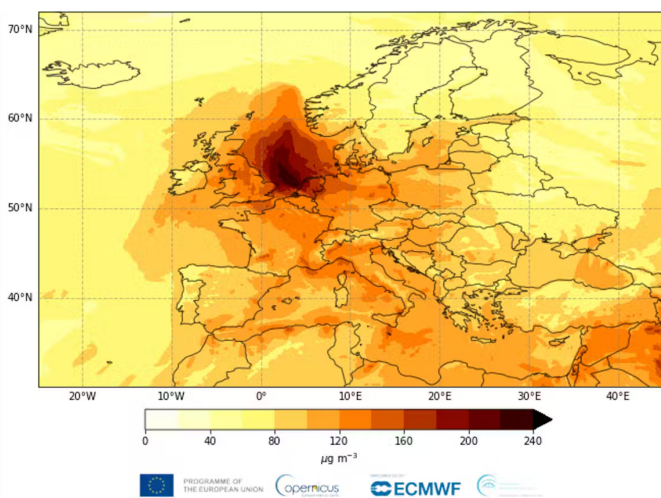 70°N
60°N
50°N
40°N
20°W 10°W 0° 10°E 20°E 30°E 40°E
0 40 80 120 160 200 240
μg m⁻³
PROGRAMME OF
THE EUROPEAN UNION
opernicus
ECMWF